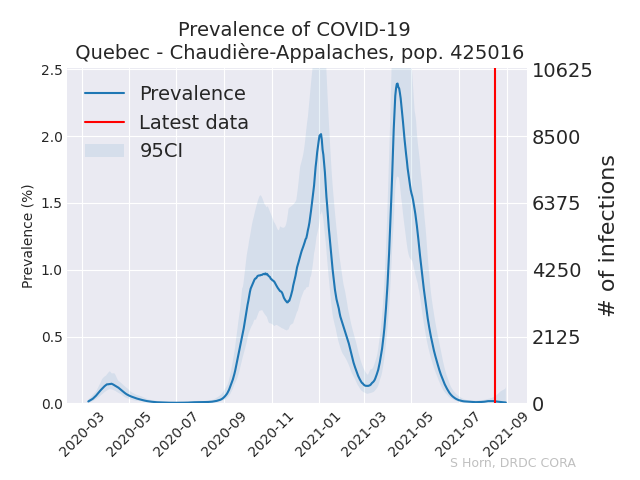 Prevalence of COVID-19
Quebec - Chaudière-Appalaches, pop. 425016
Prevalence (%)
2.5
2.0
1.5
1.0
0.5
0.0
Prevalence
Latest data
95CI
10625
8500
6375
4250
2125
0
# of infections
2020-03
2020-05
2020-07
2020-09
2020-11
2021-01
2021-03
2021-05
2021-07
2021-09
S Horn, DRDC CORA